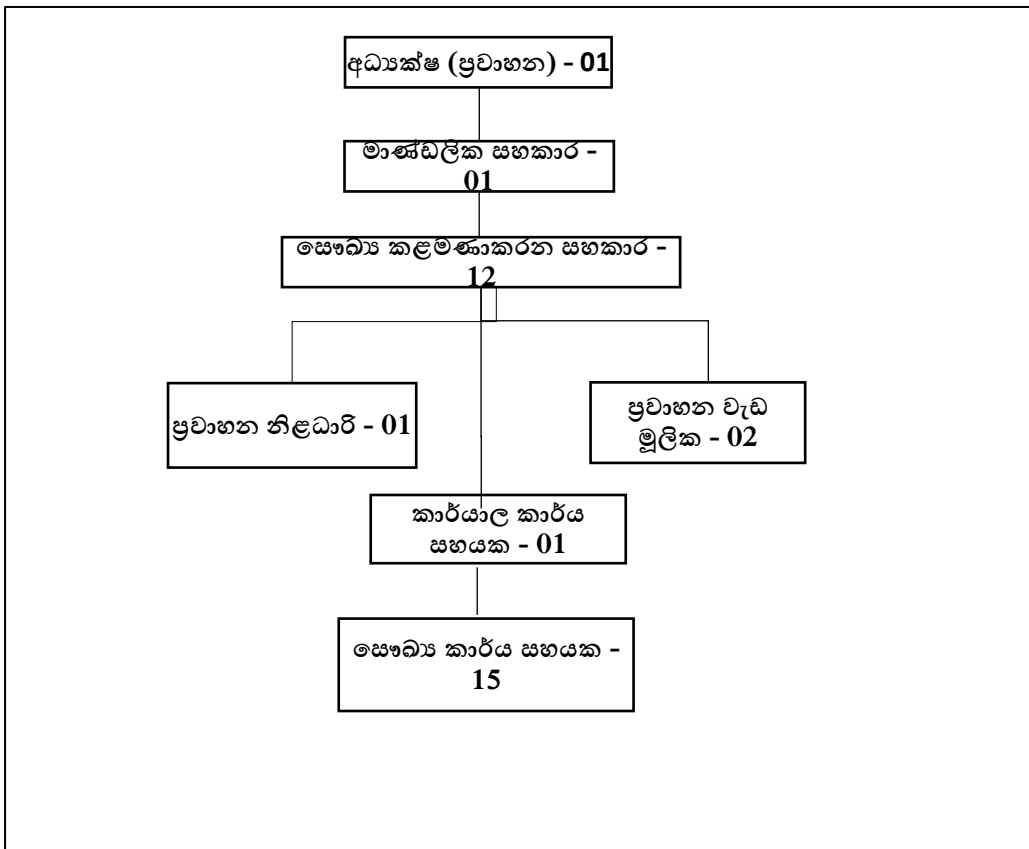 අධ්‍යක්ෂ (ප්‍රවාහන) - 01
මාණ්ඩලික සහකාර -
01
සෞඛ්‍ය කළමණාකරන සහකාර -
12
ප්‍රවාහන නිළධාරි - 01
ප්‍රවාහන වැඩ
මූලික - 02
කාර්යාල කාර්ය
සහයක - 01
සෞඛ්‍ය කාර්ය සහයක -
15